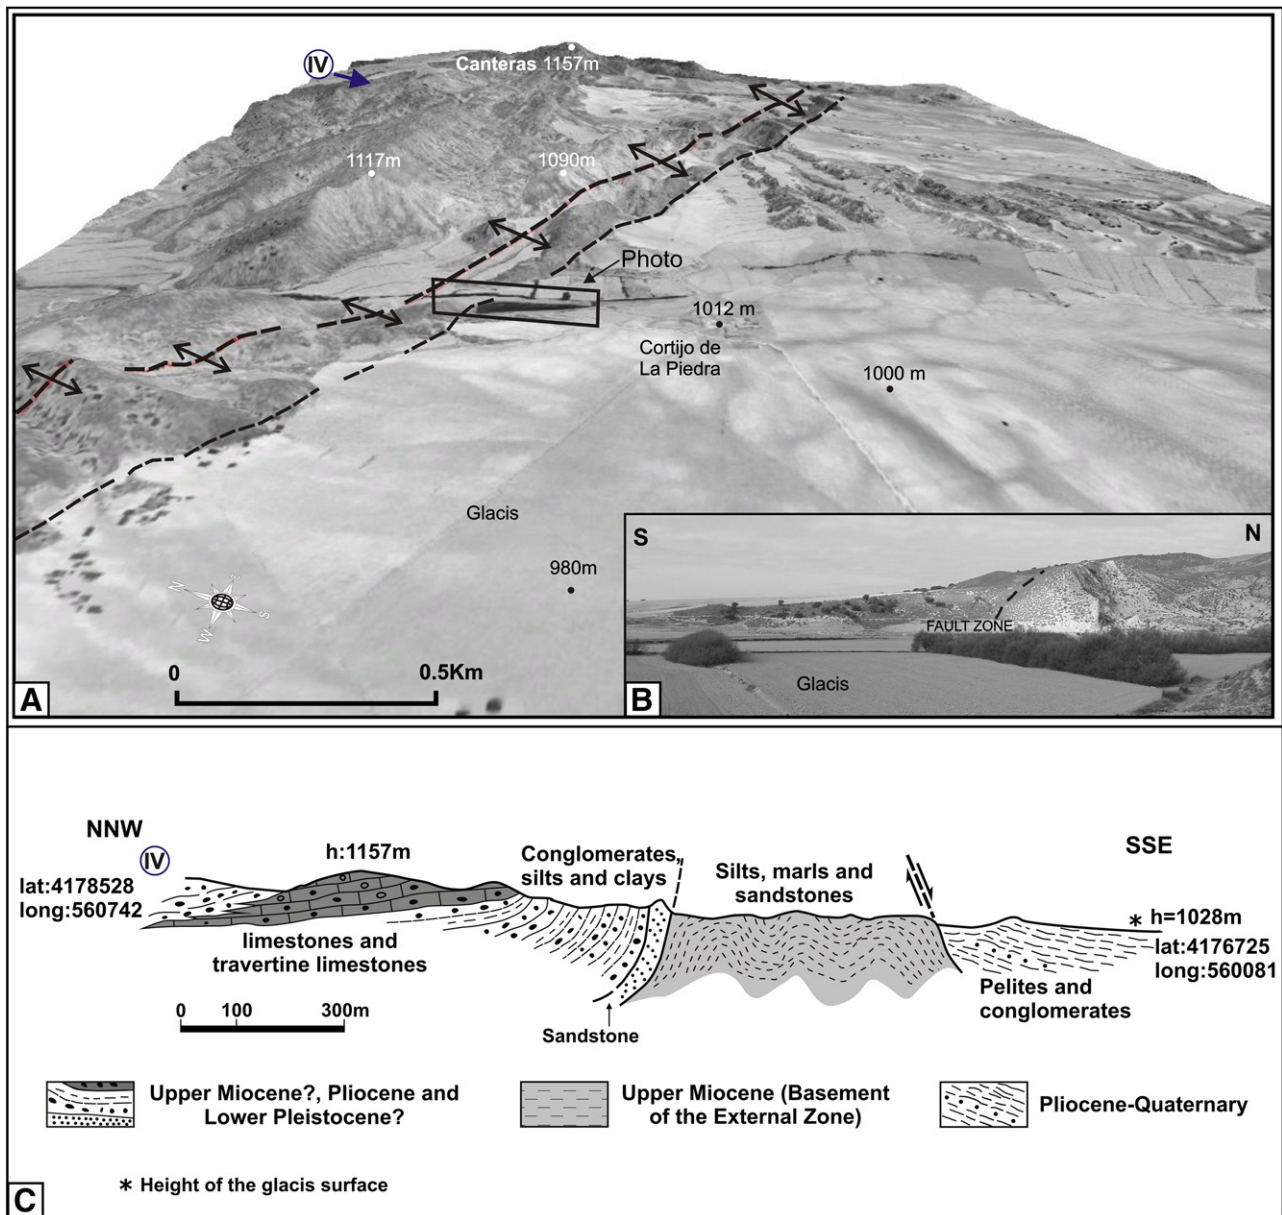 IV
Canteras 1157m
1117m
1090m
Photo
1012 m
Cortijo de
La Piedra
1000 m
Glacis
980m
N
S
W
0
0.5Km
A
S
N
FAULT ZONE
Glacis
B
NNW
SSE
IV
h:1157m
Conglomerates,
silts and clays
Silts, marls and
sandstones
lat:4178528
long:560742
* h=1028m
lat:4176725
long:560081
limestones and
travertine limestones
Pelites and
conglomerates
0 100 300m
Sandstone
Upper Miocene?, Pliocene and
Lower Pleistocene?
Upper Miocene (Basement
of the External Zone)
Pliocene-Quaternary
* Height of the glacis surface
C